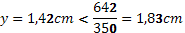 y = 1,42cm < 642/350 = 1,83cm